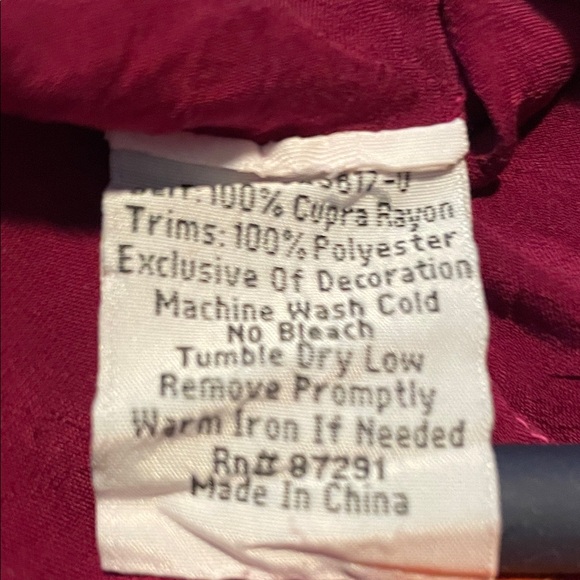 100% Cupra Rayon
Trims: 100% Polyester
Exclusive Of Decoration
Machine Wash Cold
No Bleach
Tumble Dry Low
Remove Promptly
Warm Iron If Needed
Rn# 87291
Made In China